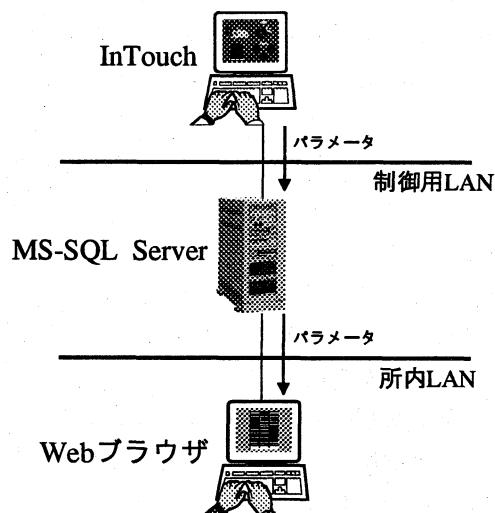 InTouch
パラメータ
制御用LAN
MS-SQL Server
パラメータ
所内LAN
Webブラウザ